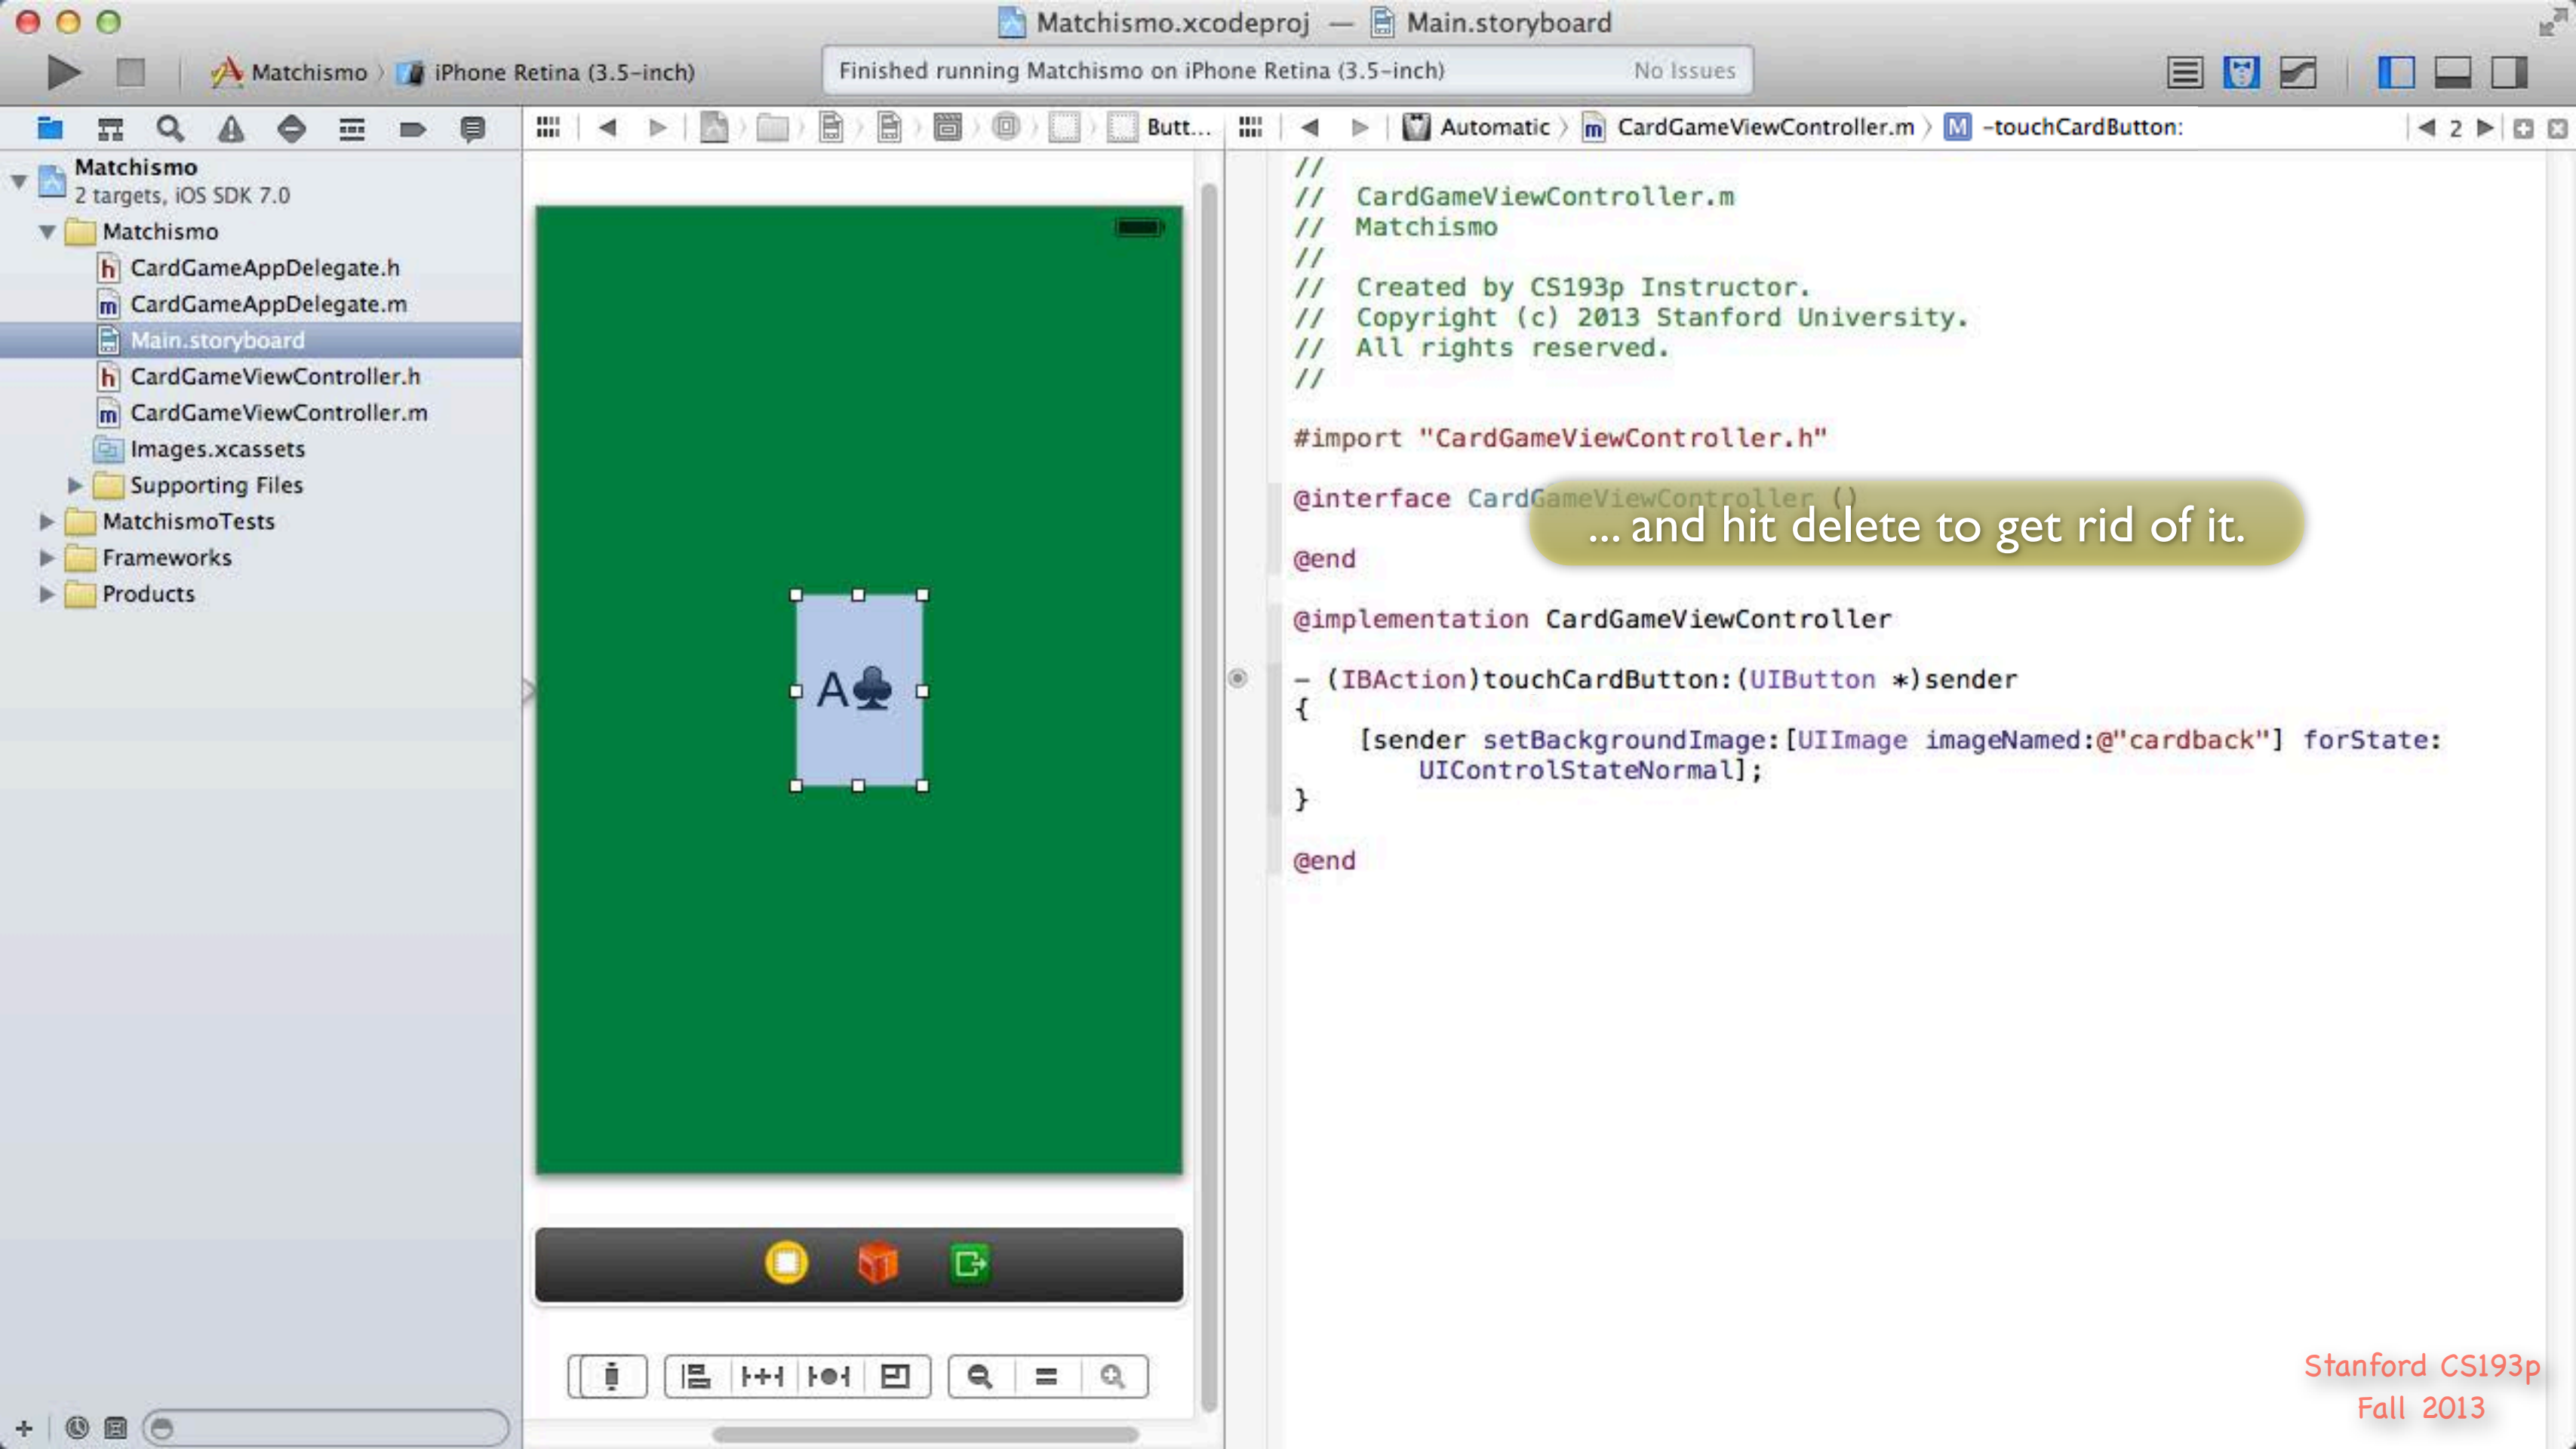 Matchismo.xcodeproj — Main.storyboard
Matchismo
iPhone Retina (3.5-inch)
Finished running Matchismo on iPhone Retina (3.5-inch)
No Issues
Butt...
Automatic
CardGameViewController.m
M
-touchCardButton:
2
Matchismo
2 targets, iOS SDK 7.0
Matchismo
h CardGameAppDelegate.h
m CardGameAppDelegate.m
Main.storyboard
h CardGameViewController.h
m CardGameViewController.m
Images.xcassets
Supporting Files
MatchismoTests
Frameworks
Products
A♣
//
// CardGameViewController.m
// Matchismo
//
// Created by CS193p Instructor.
// Copyright (c) 2013 Stanford University.
// All rights reserved.
//
#import "CardGameViewController.h"
@interface CardGameViewController ()
... and hit delete to get rid of it.
@end
@implementation CardGameViewController
- (IBAction)touchCardButton:(UIButton *)sender
{
[sender setBackgroundImage:[UIImage imageNamed:@"cardback"] forState:
UIControlStateNormal];
}
@end
Stanford CS193p
Fall 2013